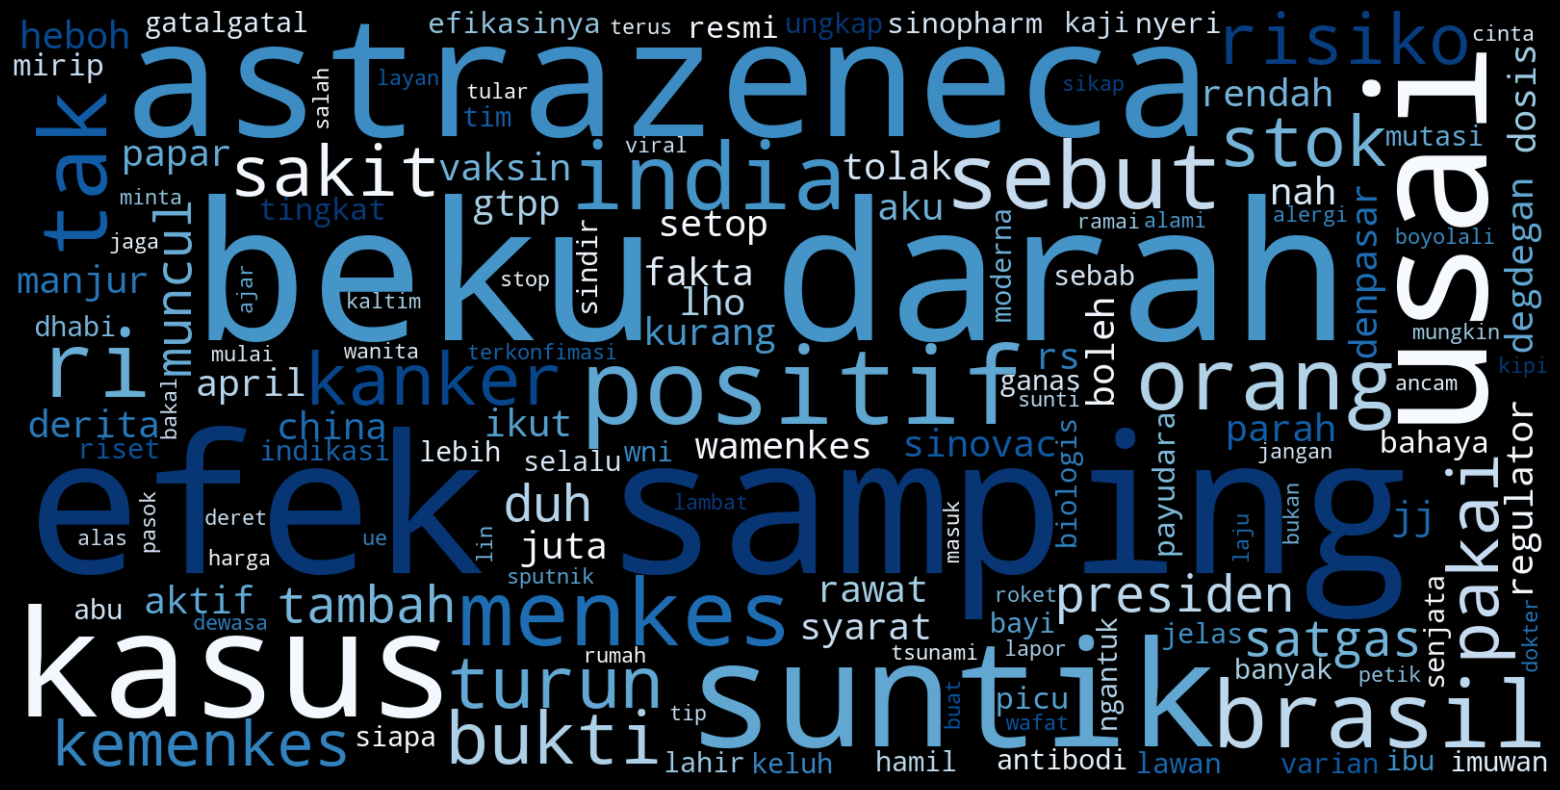 gatalgatal
efikasinya
terus
resmi
ungkap
sinopharm
kaji
nyeri
risiko
cinta
heboh
mirip
astrazeneca
layan
salah
tular
tim
sikap
rendah
usai
dosis
tak
papar
sakit
vaksin
viral
india
tolak
sebut
stok
mutasi
minta
muncul
tingkat
gtpp
setop
aku
nah
ramai
alami
alergi
denpasar
degdegan
jaga
beku darah
boyolali
manjur
ajar
stop
kaltim
sindir
fakta
lho
moderna
sebab
dhabi
kurang
boleh
mungkin
ri
mulai
wanita
terkonfimasi
positif
rs
orang
kipi
bakal
april
kanker
ganas
sunti
ancam
derita
china
ikut
payudara
parah
regulator
riset
indikasi
lebih
selalu
wni
wamenkes
sinovac
biologis
jangan
bahaya
efek samping
pasok
deret
duh
lambat
masuk
bukan
pakai
jj
alas
ue
lin
juta
laju
harga
sputnik
abu
aktif
dewasa
tambah
menkes
rawat
roket
presiden
senjata
dokter
kasus
syarat
bayi
ngantuk
jelas
satgas
turun
rumah
suntik
tsunami
lapor
banyak
petik
kemenkes
siapa
bukti
tip
buat
picu
wafat
brasil
lahir
keluh
hamil
antibodi
lawan
varian
ibu
imuwan